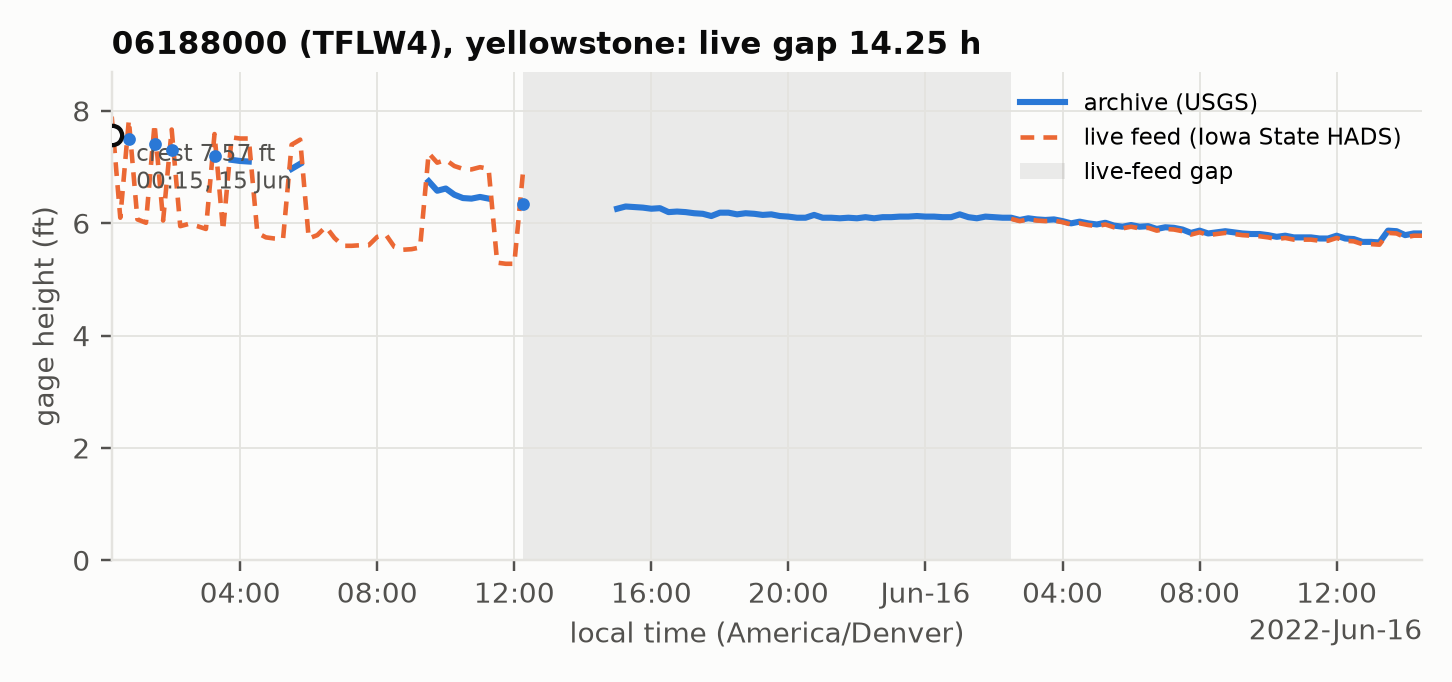 06188000 (TFLW4), yellowstone: live gap 14.25 h
archive (USGS)
live feed (Iowa State HADS)
live-feed gap
crest 7.57 ft
00:15, 15 Jun
gage height (ft)
8
6
4
2
0
04:00 08:00 12:00 16:00 20:00 Jun-16 04:00 08:00 12:00
local time (America/Denver)
2022-Jun-16